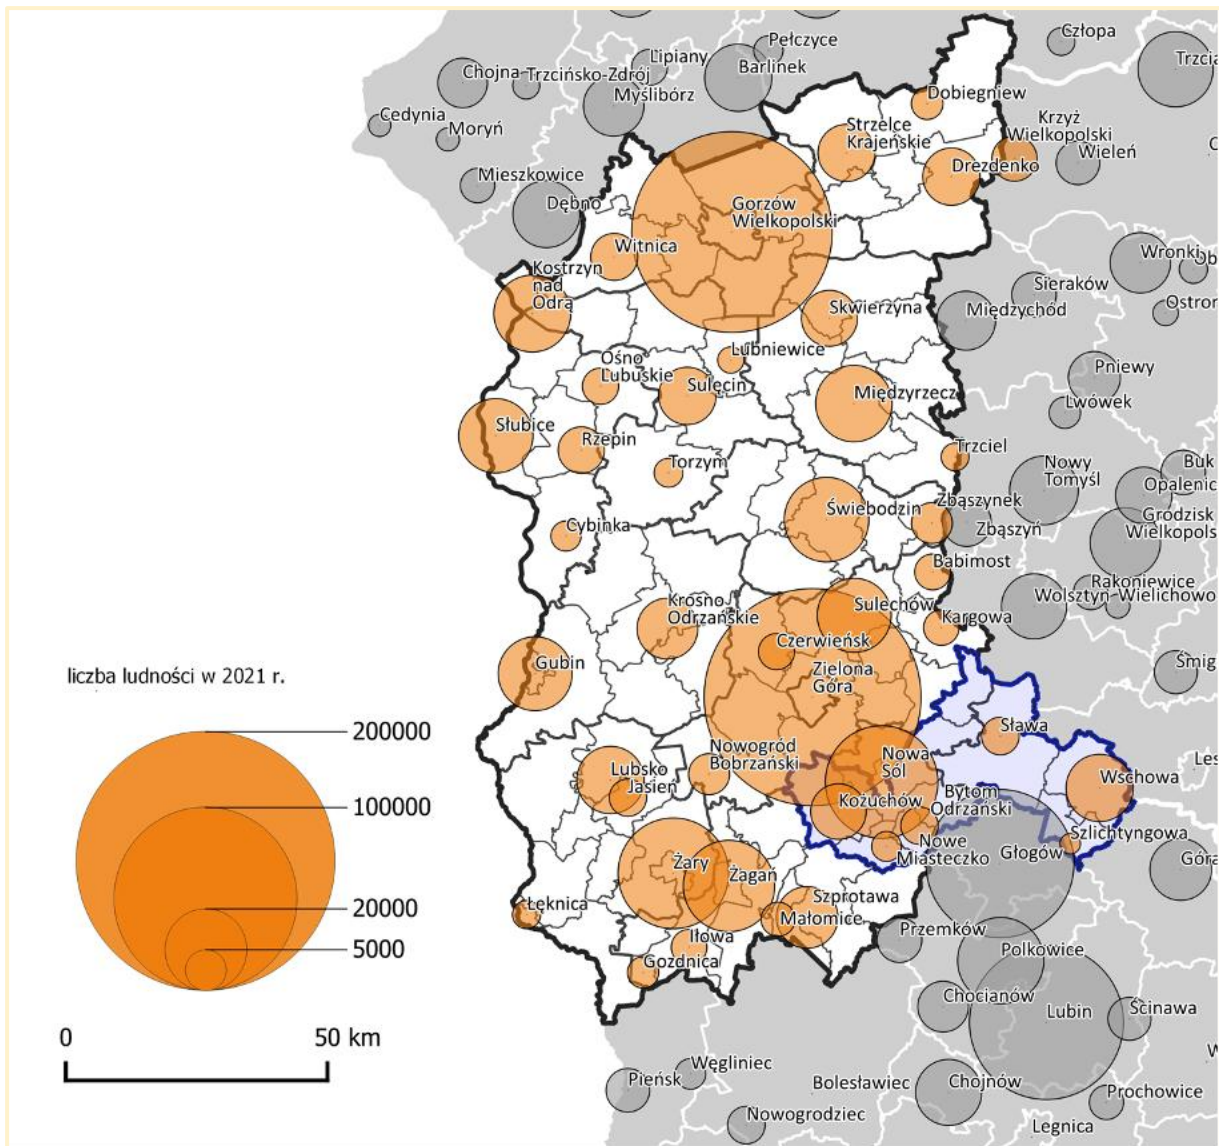 Człopa
Pełczyce
Lipiany
Trzcia
Barlinek
Chojna
Trzcińsko-Zdrój
Myślibórz
Dobiegniew
Cedynia
Moryń
Strzelce
Krajeńskie
Krzyż
Wielkopolski
Wieleń
Drezdenko
Mieszkowice
Dębno
Gorzów
Wielkopolski
Witnica
Wronki
Ob
Kostrzyn
nad
Odrą
Sieraków
Ostror
Międzychód
Skwierzyna
Lubniewice
Ośno
Lubuskie
Sulęcin
Pniewy
Międzyrzecz
Lwówek
Słubice
Rzepin
Trzciel
Torzym
Nowy
Tomyśl
Buk
Opalenic
Zbąszynek
Świebodzin
Grodzisk
Wielkopols
Cybinka
Zbąszyń
Babimost
Rakoniewice
Wolsztyn
Wielichowo
Krosno
Odrzańskie
Sulechów
Kargowa
Czerwieńsk
Zielona
Góra
Gubin
Śmig
liczba ludności w 2021 r.
200000
100000
20000
5000
Sława
Nowogród
Bobrzański
Nowa
Sól
Lubsko
Jasień
Les
Wschowa
Kożuchów
Bytom
Odrzański
Szlichtyngowa
Nowe
Miasteczko
Głogów
Góra
Żary
Żagań
Szprotawa
Małomice
Łęknica
Iłowa
Gozdnica
Przemków
Polkowice
Chocianów
Lubin
Ścinawa
0
50 km
W
Węgliniec
Pieńsk
Bolesławiec
Chojnów
Prochowice
Nowogrodziec
Legnica